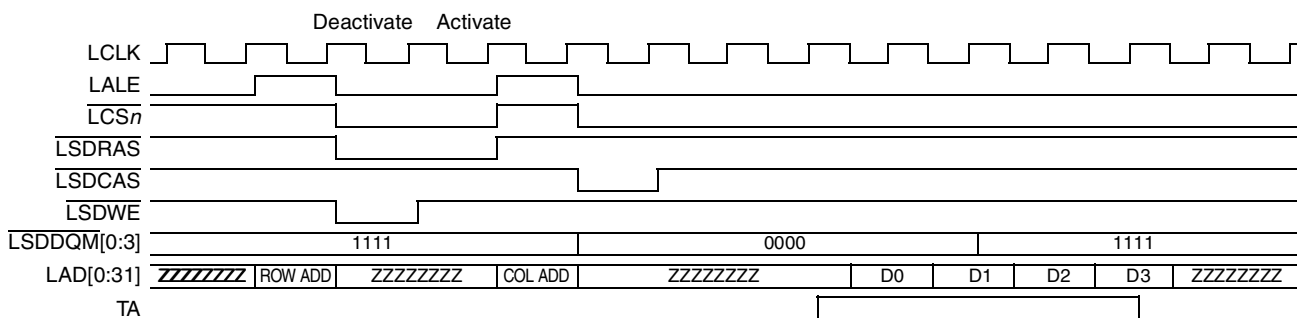 Deactivate Activate
LCLK
LALE
LCSn
LSDRAS
LSDCAS
LSDWE
LSDDQM[0:3] 1111 0000 1111
LAD[0:31] ZZZZZZZZ ROW ADD ZZZZZZZZ COL ADD ZZZZZZZZ D0 D1 D2 D3 ZZZZZZZZ
TA